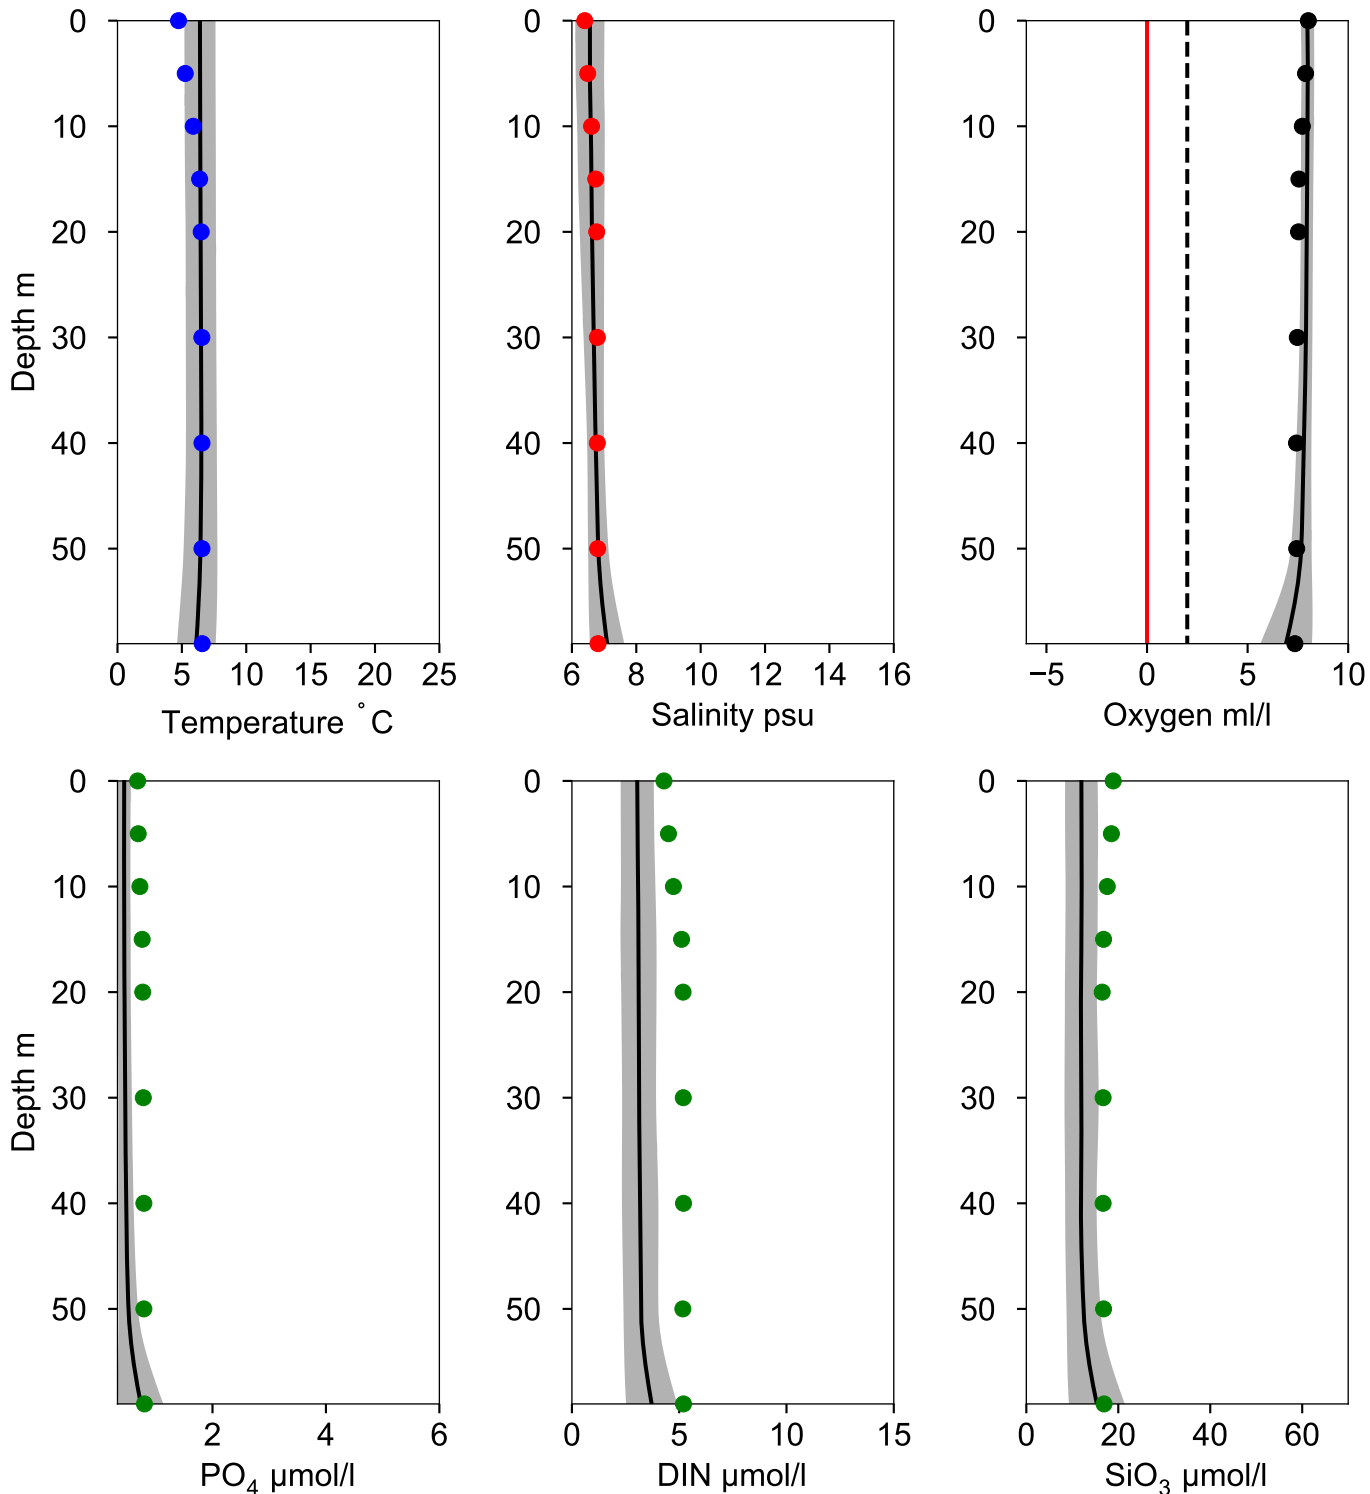 0
10
20
30
40
50
Depth m
0 5 10 15 20 25
Temperature °C
0
10
20
30
40
50
6 8 10 12 14 16
Salinity psu
0
10
20
30
40
50
−5 0 5 10
Oxygen ml/l
0
10
20
30
40
50
Depth m
2 4 6
PO₄ µmol/l
0
10
20
30
40
50
0 5 10 15
DIN µmol/l
0
10
20
30
40
50
0 20 40 60
SiO₃ µmol/l